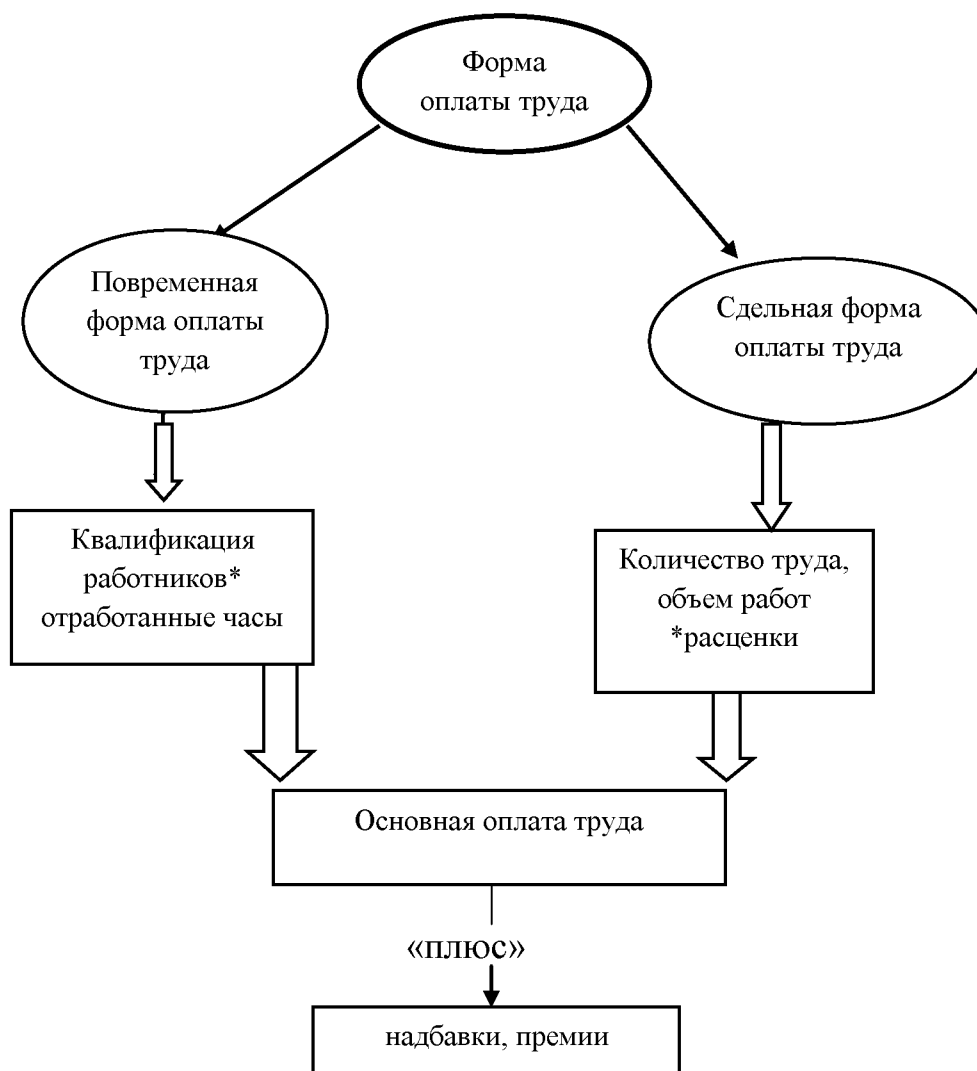 Форма
оплаты труда
Повременная
форма оплаты
труда
Сдельная форма
оплаты труда
Квалификация
работников*
отработанные часы
Количество труда,
объем работ
*расценки
Основная оплата труда
«плюс»
надбавки, премии